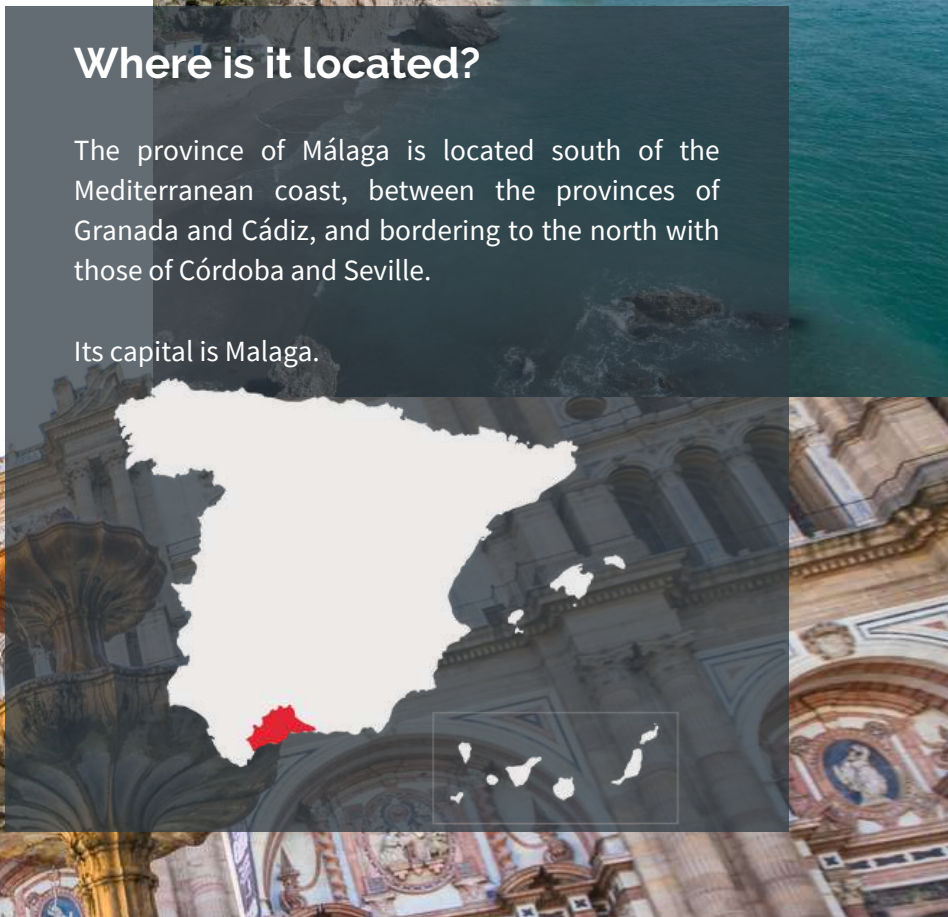 Where is it located?
The province of Málaga is located south of the
Mediterranean coast, between the provinces of
Granada and Cádiz, and bordering to the north with
those of Córdoba and Seville.
Its capital is Malaga.